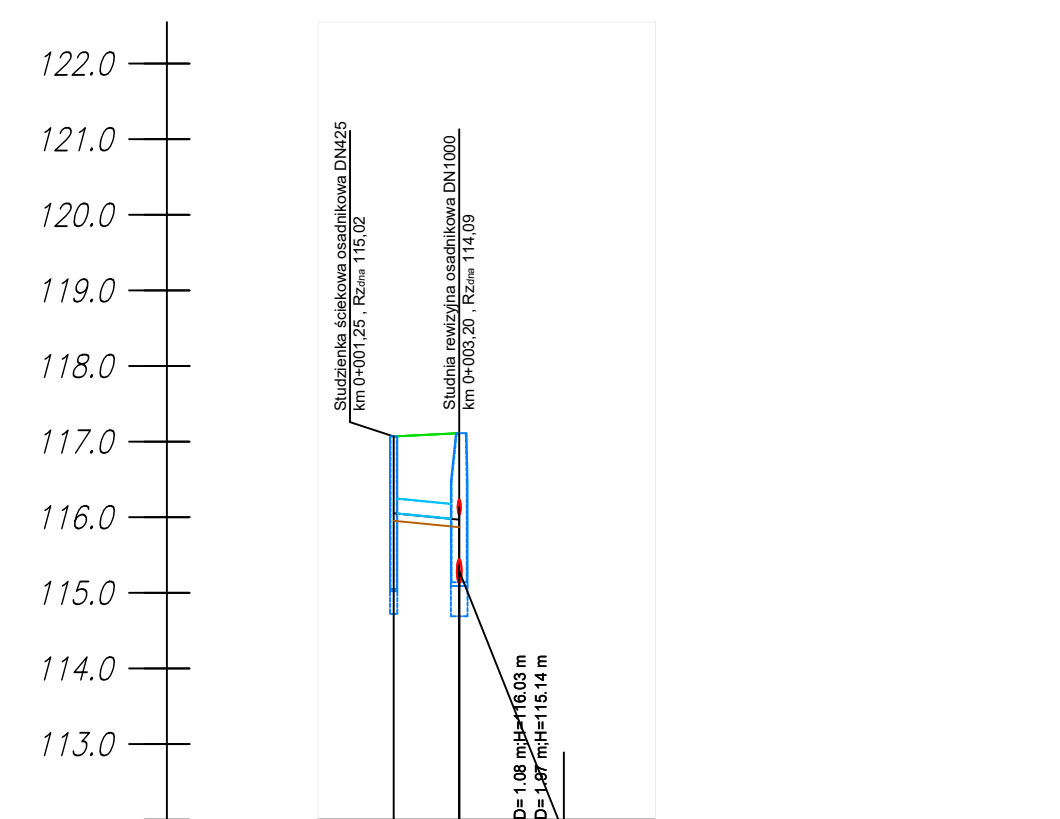 122.0
121.0
120.0
119.0
118.0
117.0
116.0
115.0
114.0
113.0
Studzienka ściekowa osadnikowa DN425
km 0+001,25 , Rzdna 115,02
Studnia rewizyjna osadnikowa DN1000
km 0+003,20 , Rzdna 114,09
D= 1.08 m;H=116.03 m
D= 1.97 m;H=115.14 m